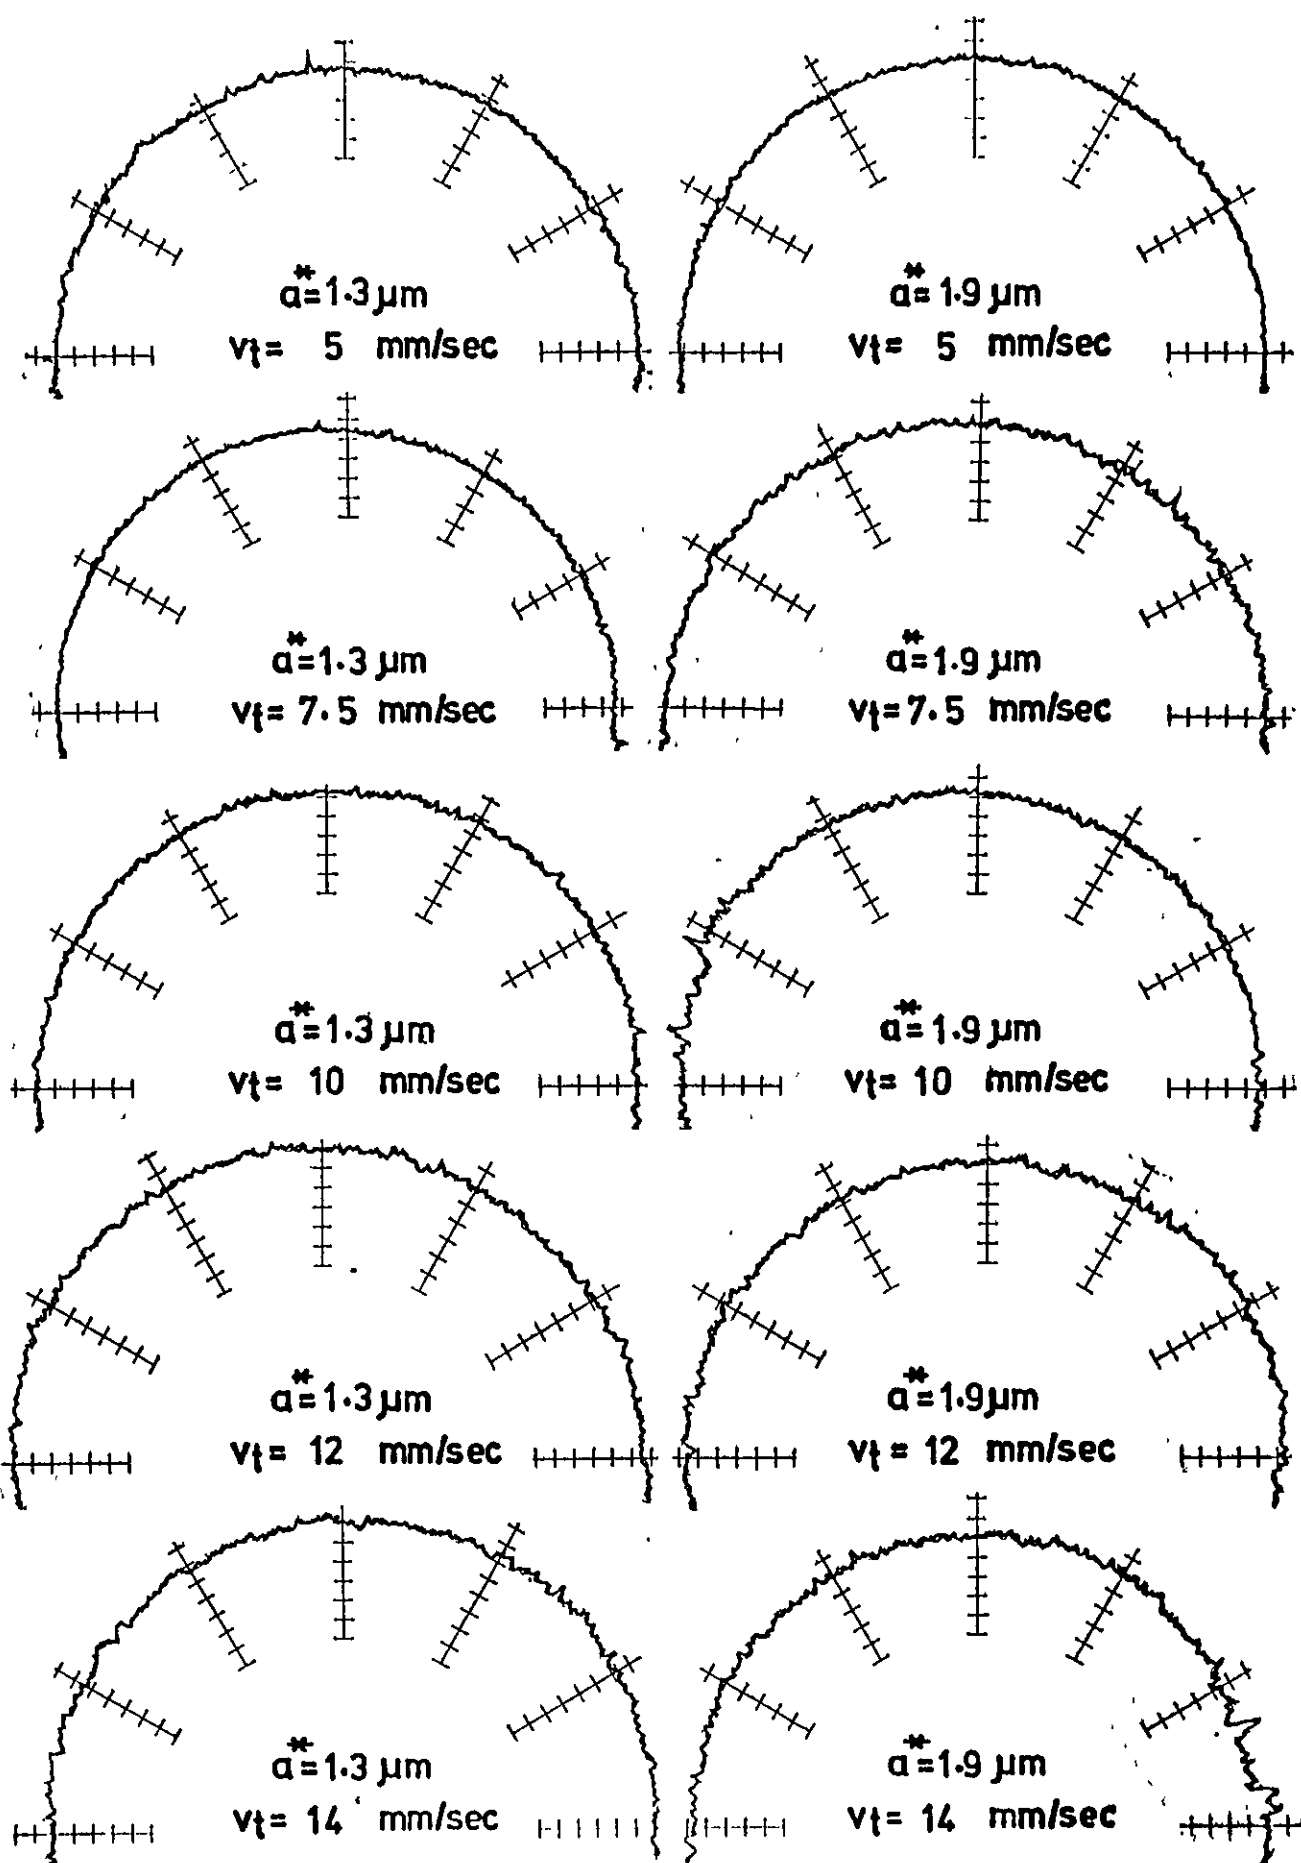 a*=1.3 µm
vt= 5 mm/sec
a*=1.9 µm
vt= 5 mm/sec
a*=1.3 µm
vt= 7.5 mm/sec
a*=1.9 µm
vt=7.5 mm/sec
a*=1.3 µm
vt= 10 mm/sec
a*=1.9 µm
vt= 10 mm/sec
a*=1.3 µm
vt= 12 mm/sec
a*=1.9µm
vt= 12 mm/sec
a*=1.3 µm
vt= 14 mm/sec
a*=1.9 µm
vt= 14 mm/sec